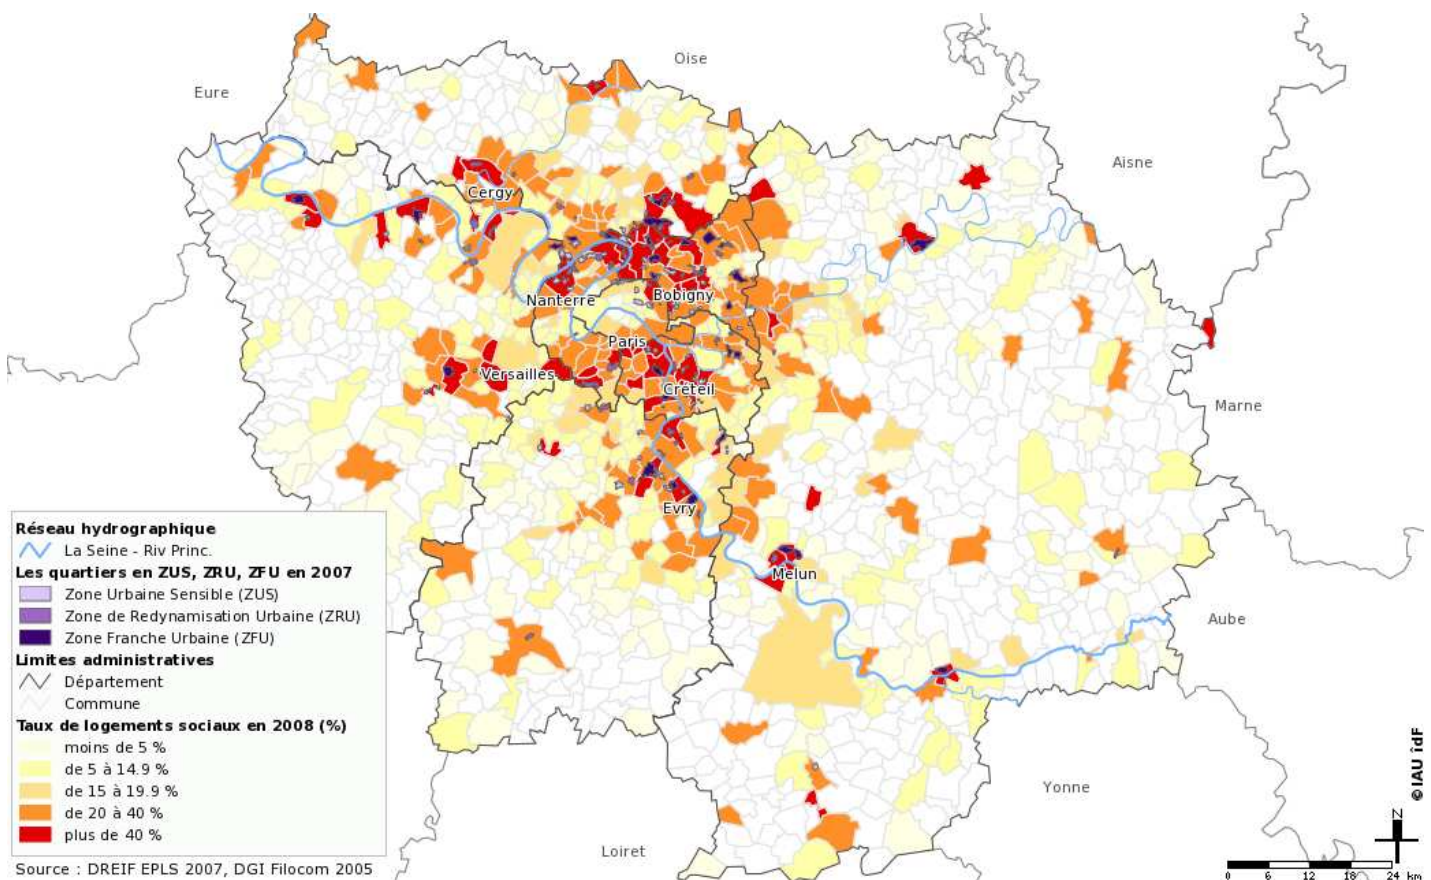 Oise
Eure
Aisne
Cergy
Nanterre
Bobigny
Paris
Versailles
Créteil
Marne
Evry
Melun
Aube
Yonne
Loiret
Réseau hydrographique
La Seine - Riv Princ.
Les quartiers en ZUS, ZRU, ZFU en 2007
Zone Urbaine Sensible (ZUS)
Zone de Redynamisation Urbaine (ZRU)
Zone Franche Urbaine (ZFU)
Limites administratives
Département
Commune
Taux de logements sociaux en 2008 (%)
moins de 5 %
de 5 à 14.9 %
de 15 à 19.9 %
de 20 à 40 %
plus de 40 %
Source : DREIF EPLS 2007, DGI Filocom 2005
©IAU îdF
N
0 6 12 18 24 km